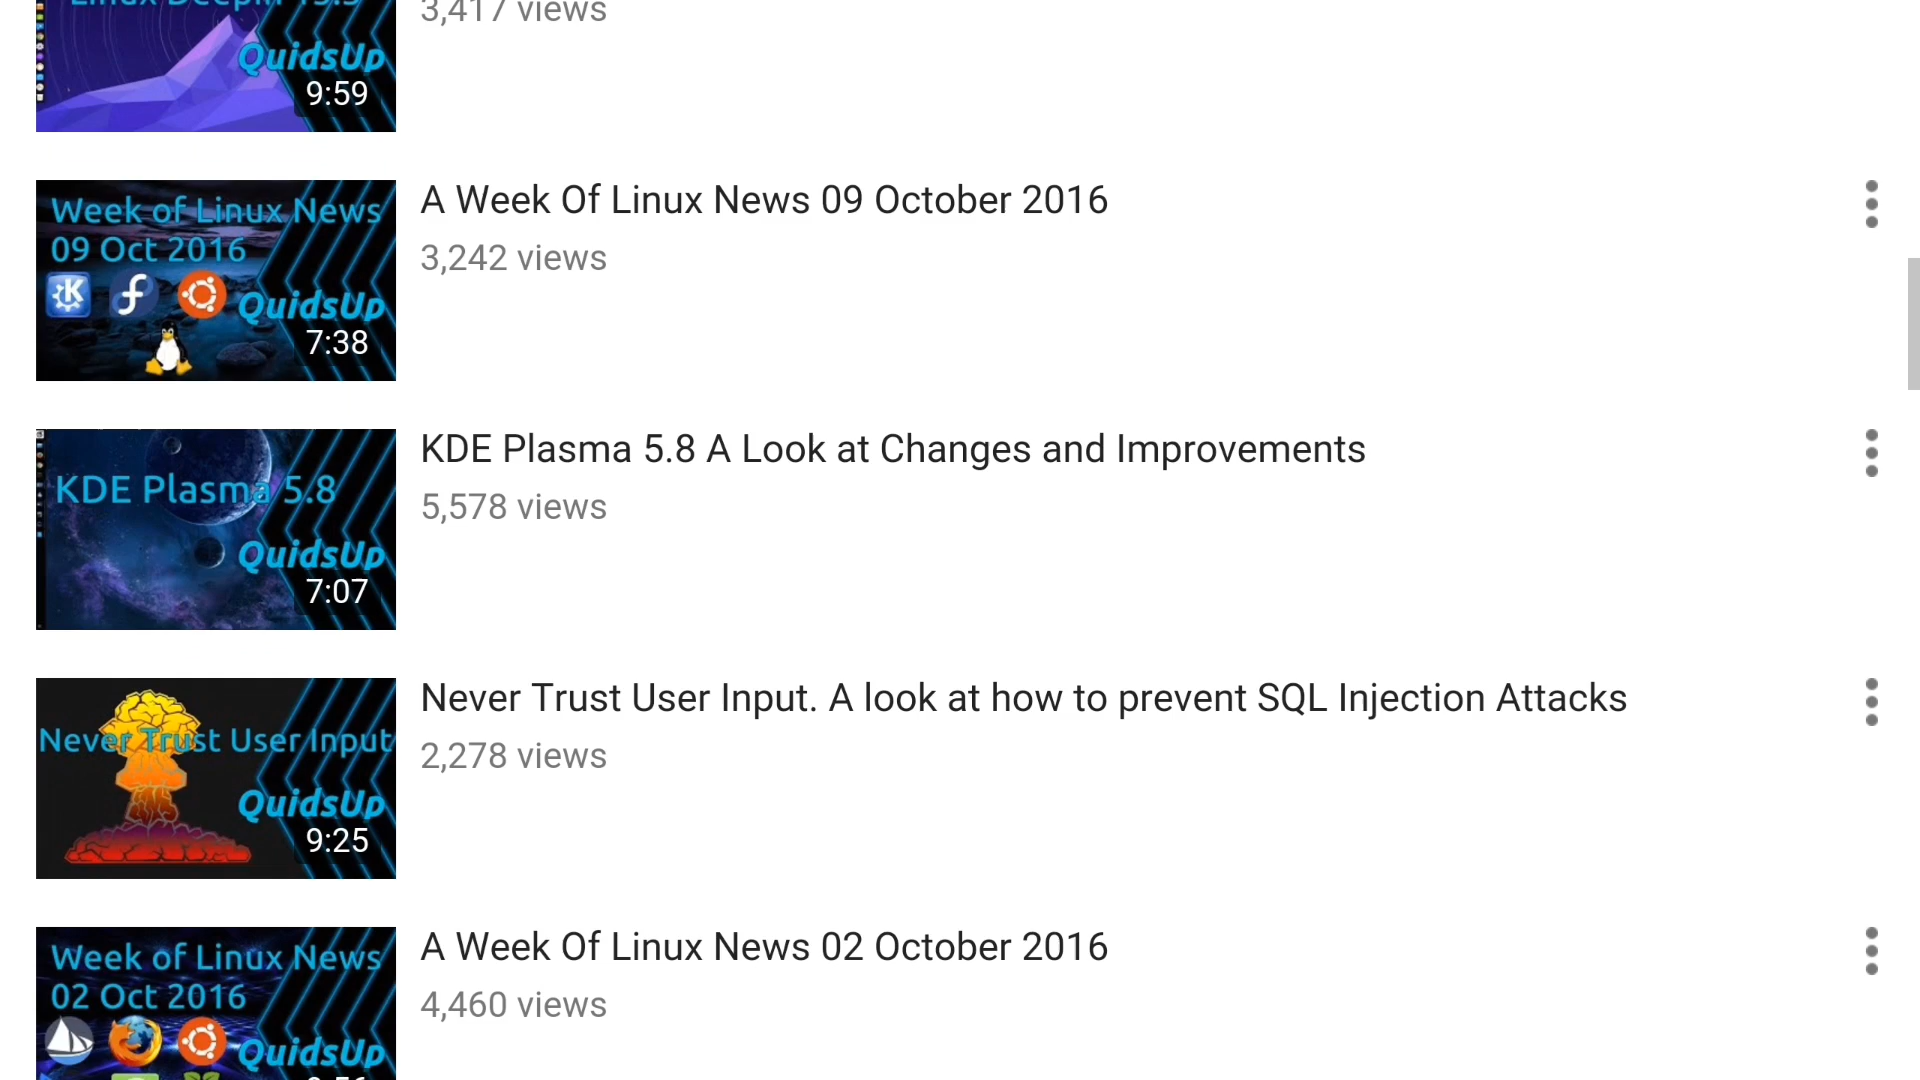 3,417 views
QuidsUp
9:59
Week of Linux News
09 Oct 2016
QuidsUp
7:38
A Week Of Linux News 09 October 2016
3,242 views
KDE Plasma 5.8
QuidsUp
7:07
KDE Plasma 5.8 A Look at Changes and Improvements
5,578 views
Never Trust User Input
QuidsUp
9:25
Never Trust User Input. A look at how to prevent SQL Injection Attacks
2,278 views
Week of Linux News
02 Oct 2016
QuidsUp
A Week Of Linux News 02 October 2016
4,460 views